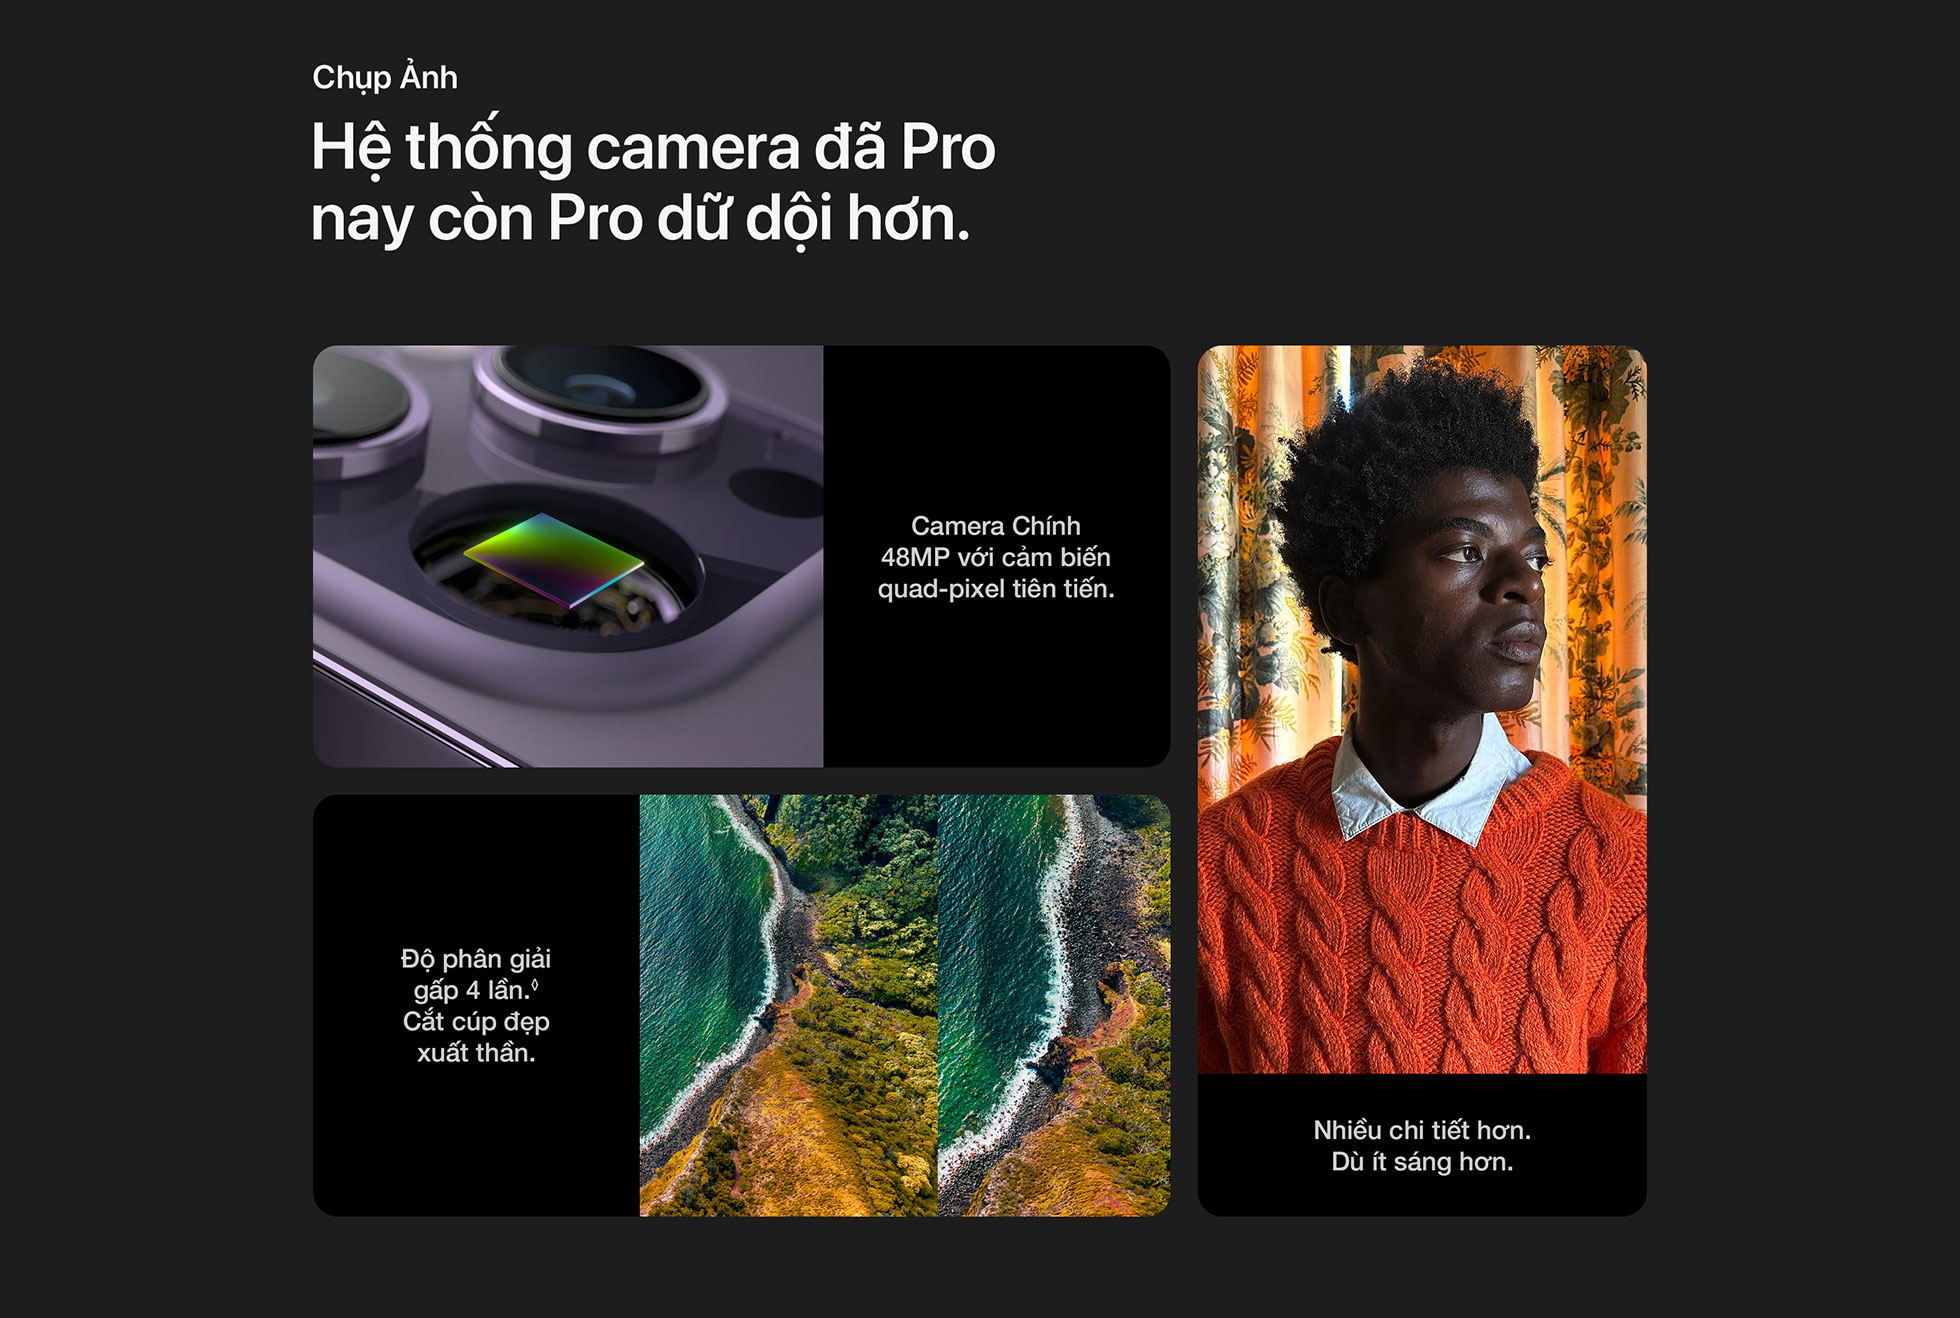 Chụp Ảnh
Hệ thống camera đã Pro
nay còn Pro dữ dội hơn.
Camera Chính
48MP với cảm biến
quad-pixel tiên tiến.
Độ phân giải
gấp 4 lần.◊
Cắt cúp đẹp
xuất thần.
Nhiều chi tiết hơn.
Dù ít sáng hơn.